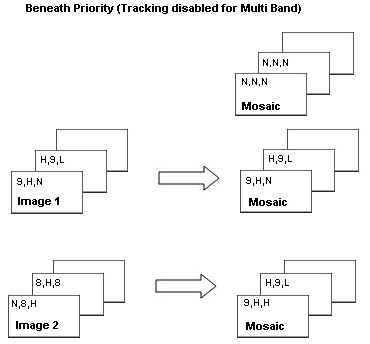 Beneath Priority (Tracking disabled for Multi Band)
N,N,N
N,N,N
Mosaic
H,9,L
9,H,N
Image 1
H,9,L
9,H,N
Mosaic
8,H,8
N,8,H
Image 2
H,9,L
9,H,H
Mosaic